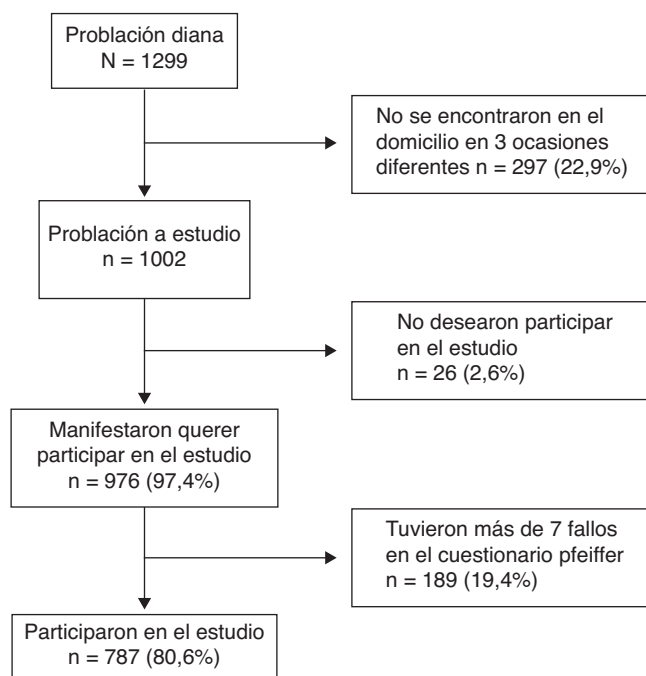 Problación diana
N = 1299
No se encontraron en el
domicilio en 3 ocasiones
diferentes n = 297 (22,9%)
Problación a estudio
n = 1002
No desearon participar
en el estudio
n = 26 (2,6%)
Manifestaron querer
participar en el estudio
n = 976 (97,4%)
Tuvieron más de 7 fallos
en el cuestionario pfeiffer
n = 189 (19,4%)
Participaron en el estudio
n = 787 (80,6%)